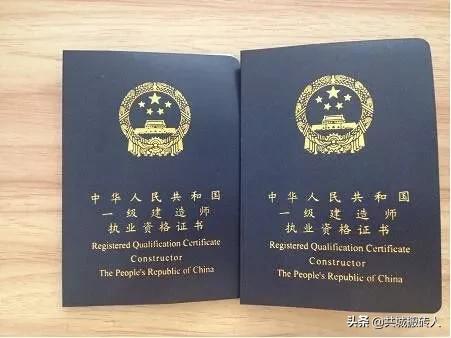 中华人民共和国
一级建造师
执业资格证书
Registered Qualification Certificate
Constructor
The People's Republic of China
中华人民共和国
一级建造师
执业资格证书
Registered Qualification Certificate
Constructor
The People's Republic of China
头条@共城搬砖人